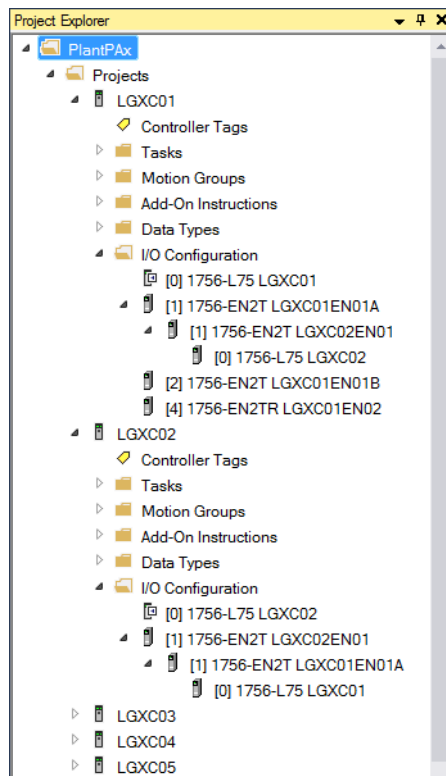 Project Explorer
PlantPAx
Projects
LGXC01
Controller Tags
Tasks
Motion Groups
Add-On Instructions
Data Types
I/O Configuration
[0] 1756-L75 LGXC01
[1] 1756-EN2T LGXC01EN01A
[1] 1756-EN2T LGXC02EN01
[0] 1756-L75 LGXC02
[2] 1756-EN2T LGXC01EN01B
[4] 1756-EN2TR LGXC01EN02
LGXC02
Controller Tags
Tasks
Motion Groups
Add-On Instructions
Data Types
I/O Configuration
[0] 1756-L75 LGXC02
[1] 1756-EN2T LGXC02EN01
[1] 1756-EN2T LGXC01EN01A
[0] 1756-L75 LGXC01
LGXC03
LGXC04
LGXC05